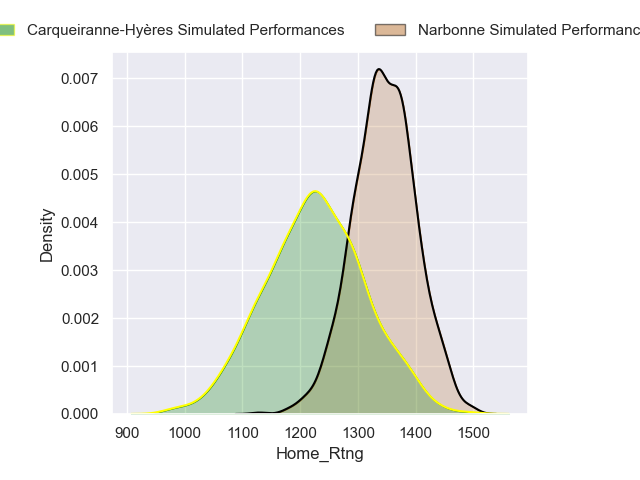 Carqueiranne-Hyères Simulated Performances Narbonne Simulated Performanc
0.007
0.006
0.005
0.004
0.003
0.002
0.001
0.000
Density
900 1000 1100 1200 1300 1400 1500
Home_Rtng